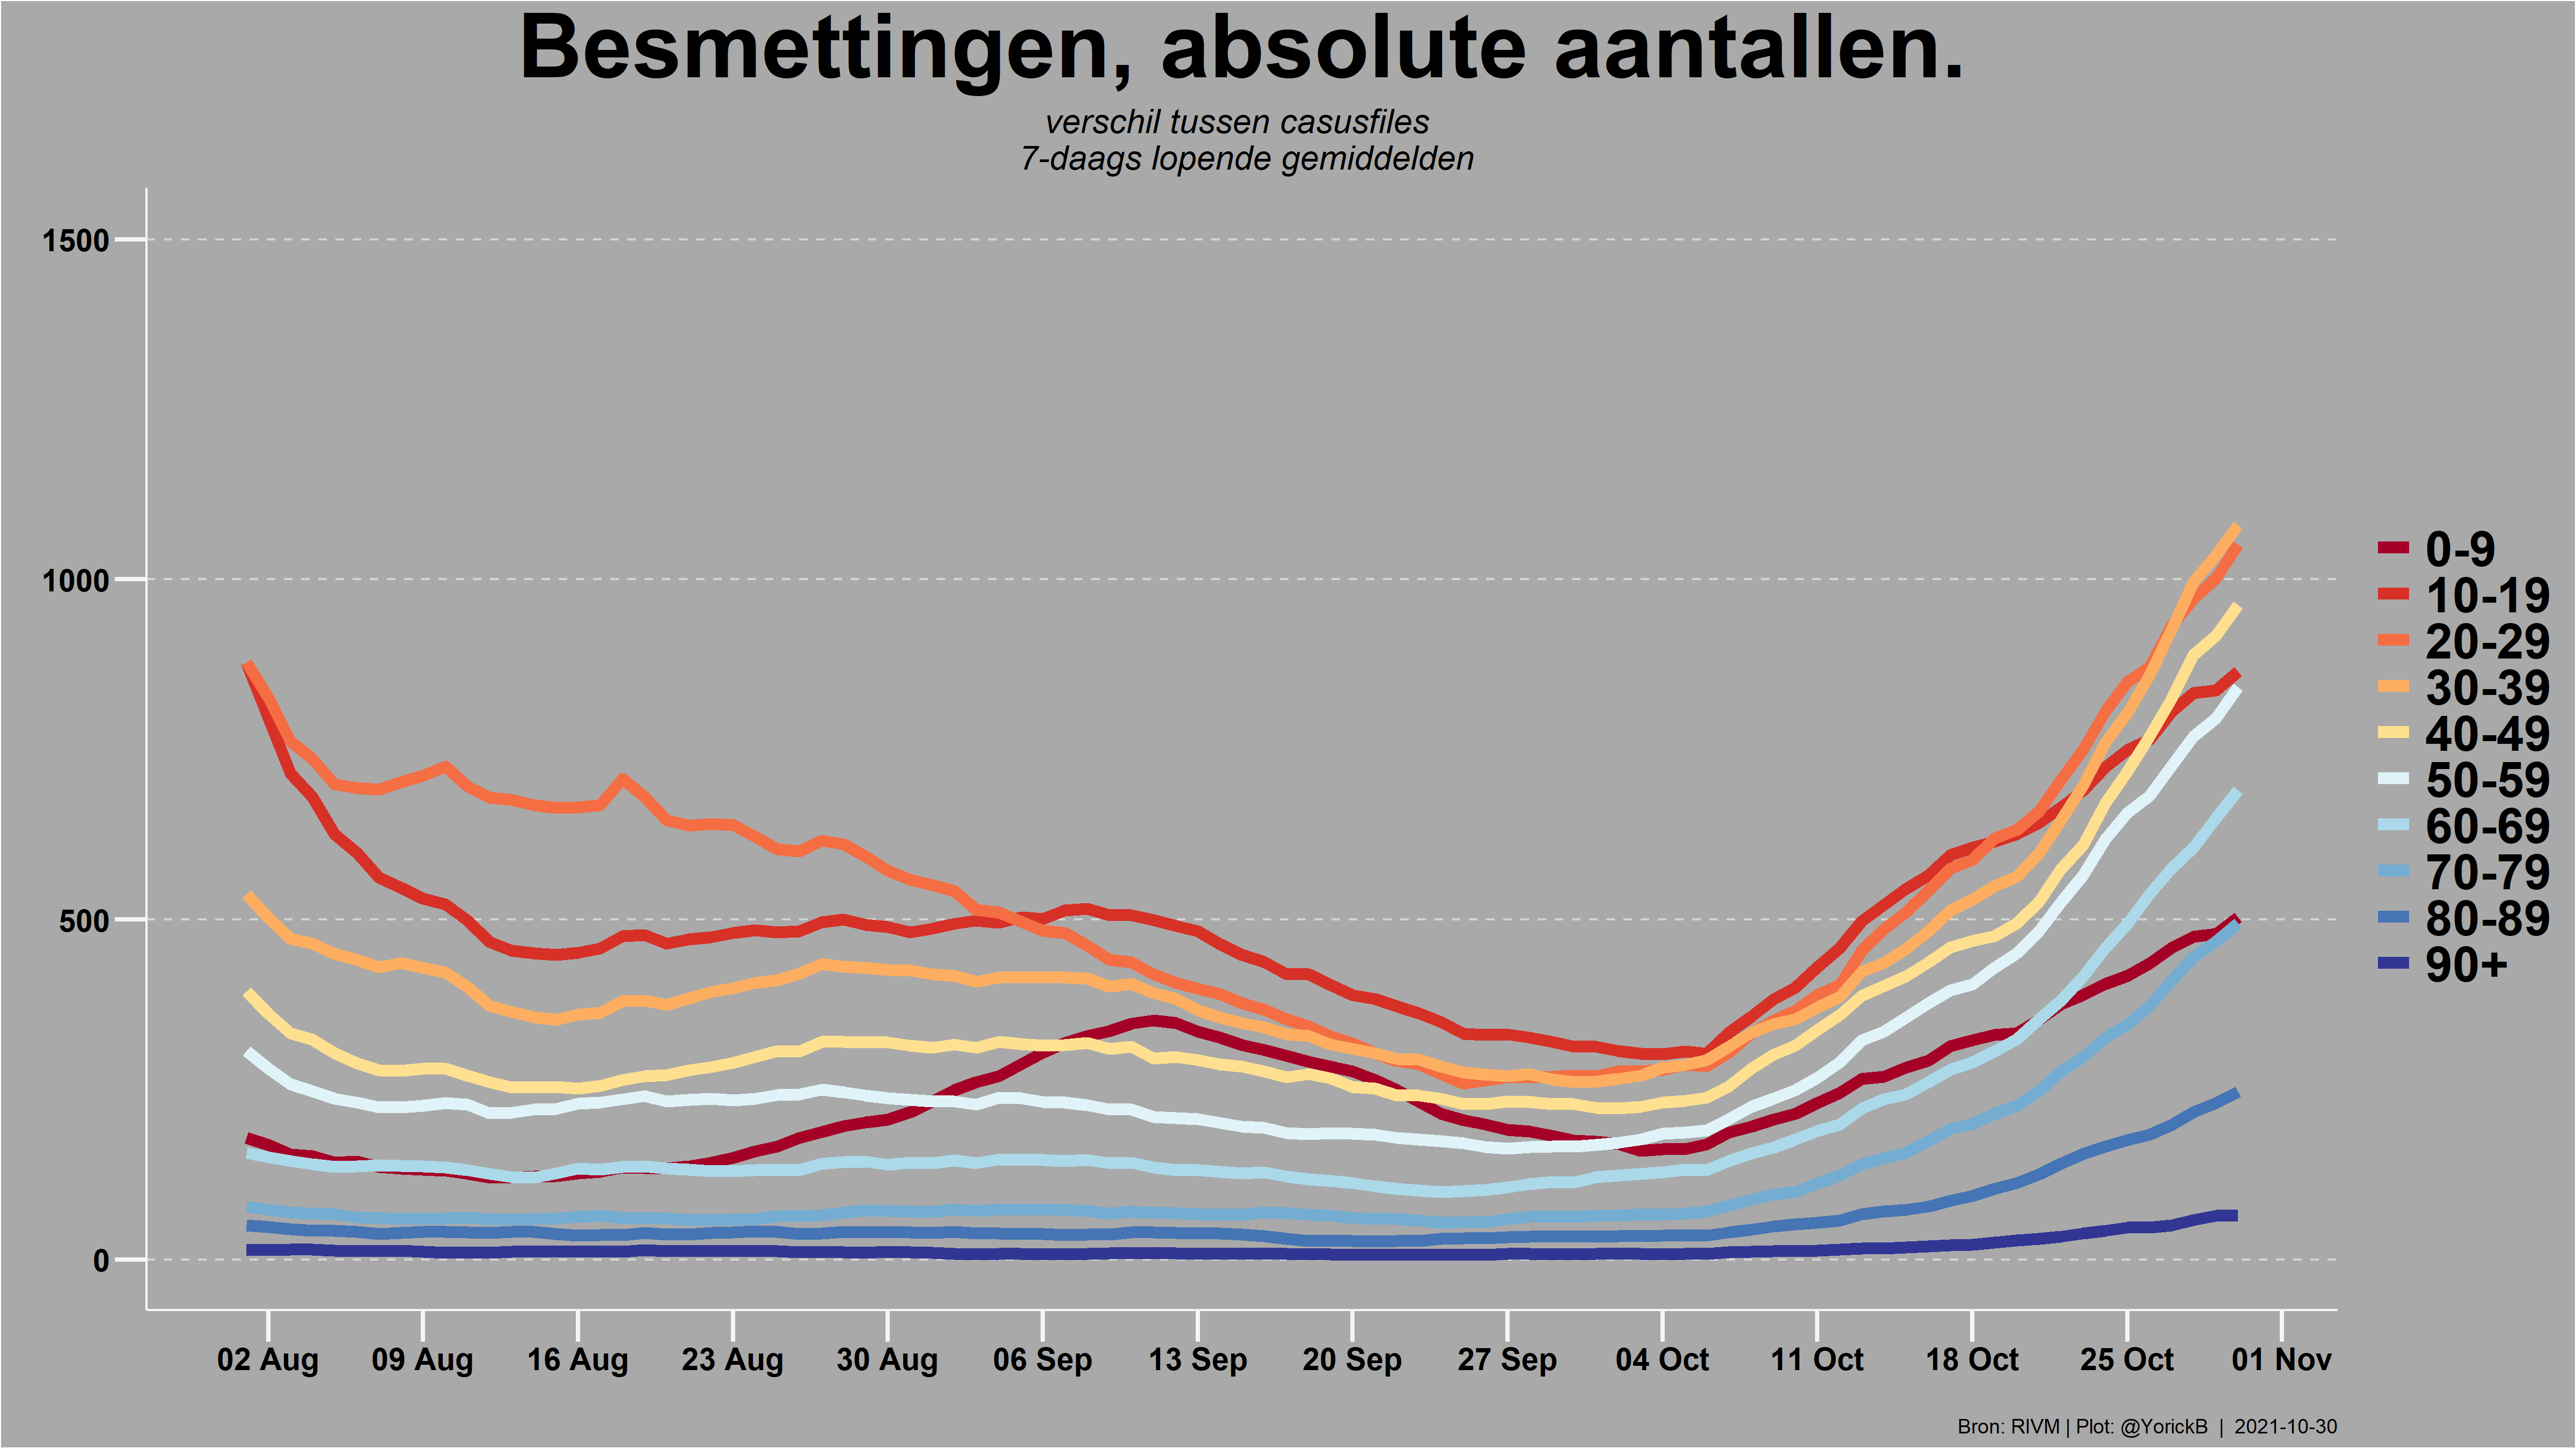 Besmettingen, absolute aantallen.
verschil tussen casusfiles
7-daags lopende gemiddelden
1500
1000
500
0
02 Aug
09 Aug
16 Aug
23 Aug
30 Aug
06 Sep
13 Sep
20 Sep
27 Sep
04 Oct
11 Oct
18 Oct
25 Oct
01 Nov
0-9
10-19
20-29
30-39
40-49
50-59
60-69
70-79
80-89
90+
Bron: RIVM | Plot: @YorickB | 2021-10-30